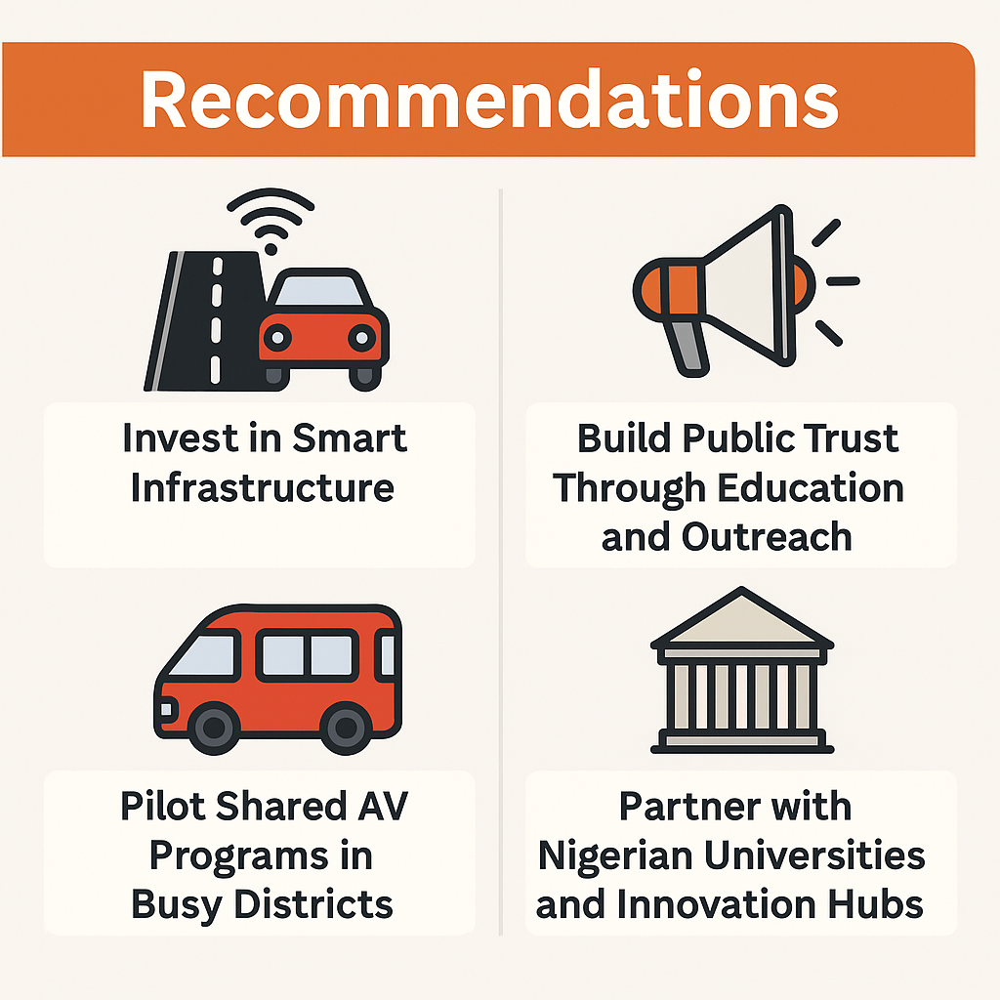 Recommendations
Invest in Smart
Infrastructure
Build Public Trust
Through Education
and Outreach
Pilot Shared AV
Programs in
Busy Districts
Partner with
Nigerian Universities
and Innovation Hubs